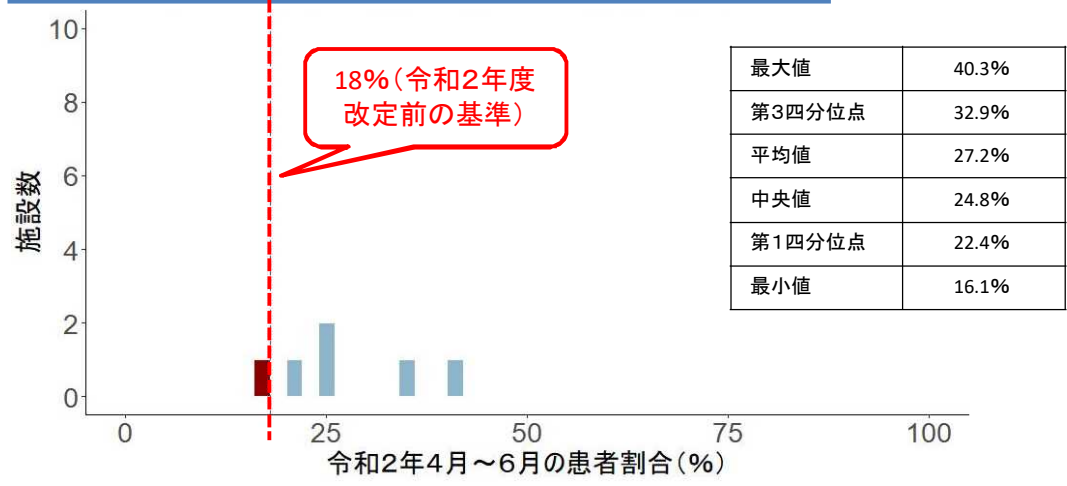 10
8
6
4
2
0
施設数
18%(令和2年度
改定前の基準)
最大値 40.3%
第3四分位点 32.9%
平均値 27.2%
中央値 24.8%
第1四分位点 22.4%
最小値 16.1%
0 25 50 75 100
令和2年4月~6月の患者割合(%)